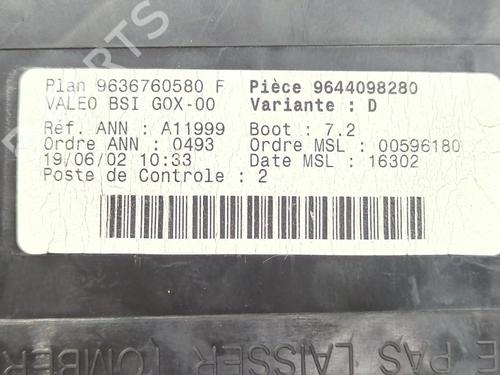 Plan 9636760580 F Pièce 9644098280
VALEO BSI G0X-00 Variante : D
Réf. ANN : A11999 Boot : 7.2
Ordre ANN : 0493 Ordre MSL : 00596180
19/06/02 10:33 Date MSL : 16302
Poste de Controle : 2
E PAS LAISSER TOMBER
PARTS